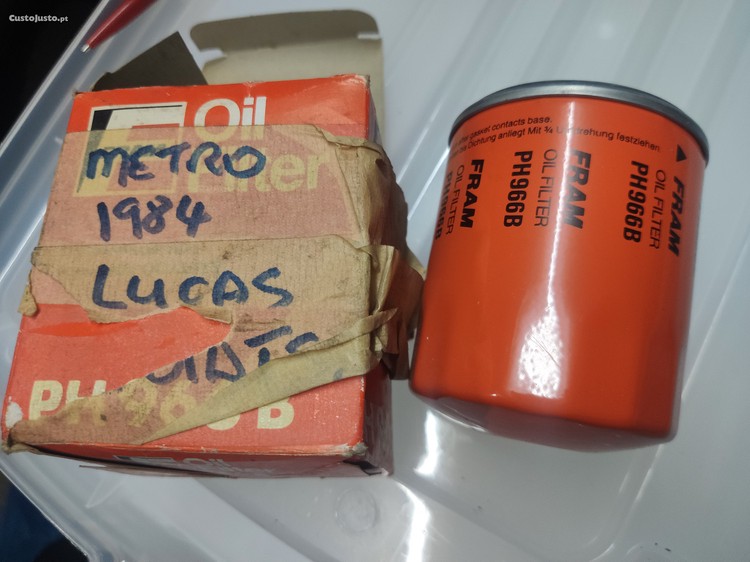 CustoJusto.pt
Oil
Filter
METRO
1984
LUCAS
PH966B
gasket contacts base.
Dichtung anliegt Mit ¾ Umdrehung festziehen
FRAM
OIL FILTER
PH966B
FRAM
OIL FILTER
PH966B
FRAM
OIL FILTER
PH966B